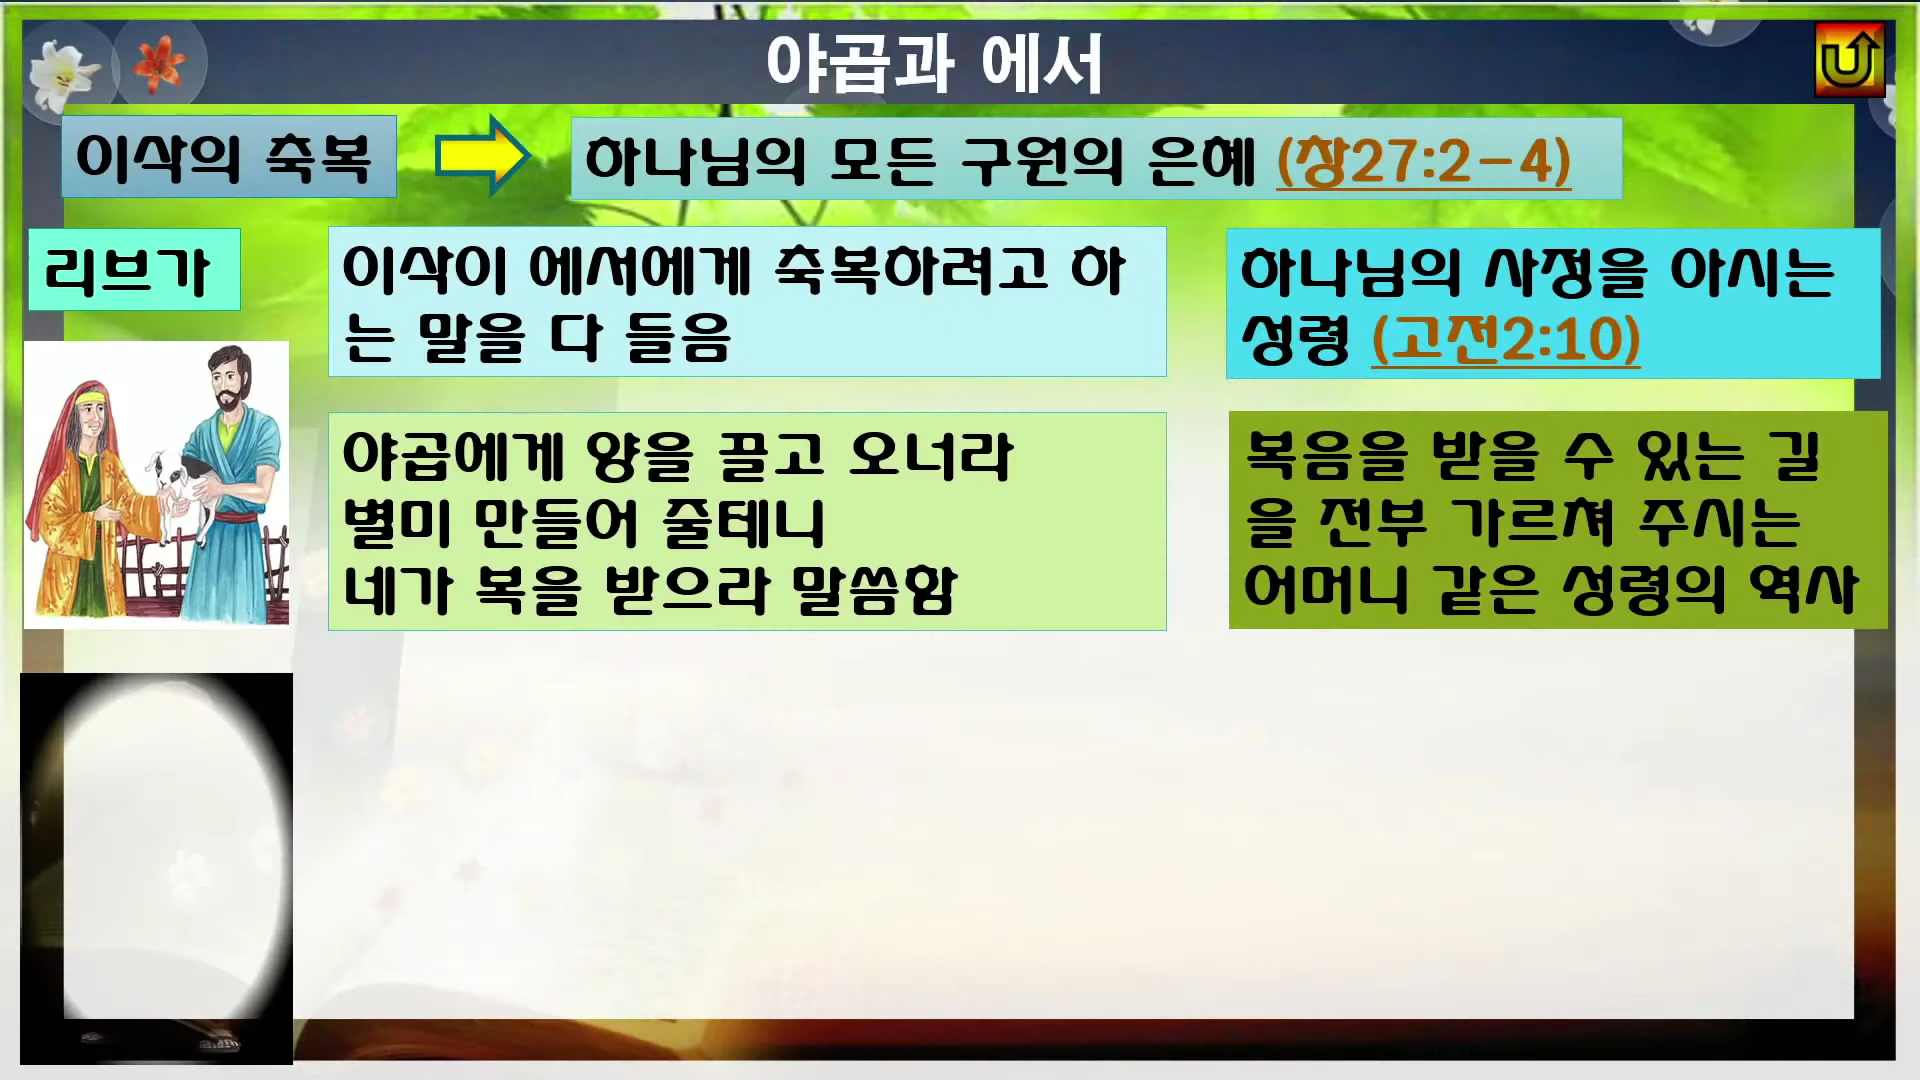 야곱과 에서
이삭의 축복
하나님의 모든 구원의 은혜 (창27:2-4)
리브가
이삭이 에서에게 축복하려고 하
는 말을 다 들음
하나님의 사정을 아시는
성령 (고전2:10)
야곱에게 양을 끌고 오너라
별미 만들어 줄테니
네가 복을 받으라 말씀함
복음을 받을 수 있는 길
을 전부 가르쳐 주시는
어머니 같은 성령의 역사